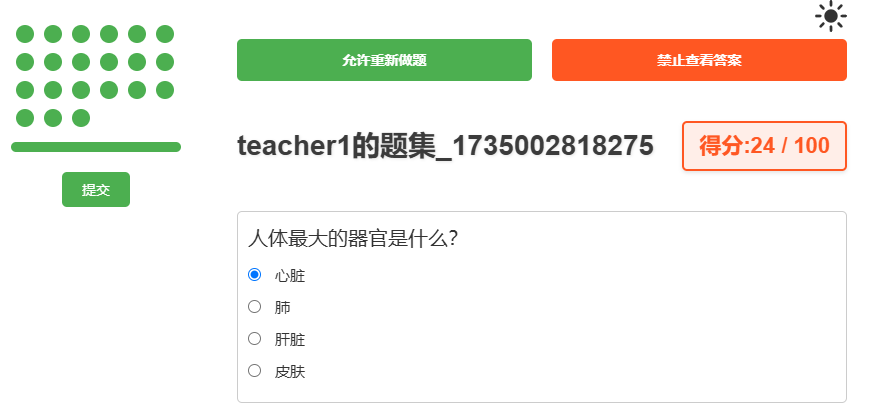 允许重新做题
禁止查看答案
teacher1的题集_1735002818275
得分:24 / 100
提交
人体最大的器官是什么?
心脏
肺
肝脏
皮肤